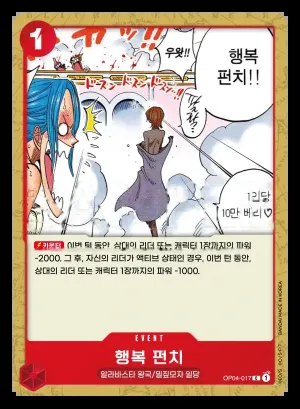 1
우왓!!
행복
펀치!!
1인당
10만 베리♡
카운터 이번 턴 동안, 상대의 리더 또는 캐릭터 1장까지의 파워
-2000. 그 후, 자신의 리더가 액티브 상태인 경우, 이번 턴 동안,
상대의 리더 또는 캐릭터 1장까지의 파워 -1000.
EVENT
행복 펀치
알라바스타 왕국/밀짚모자 일당
OP04-017 C 1